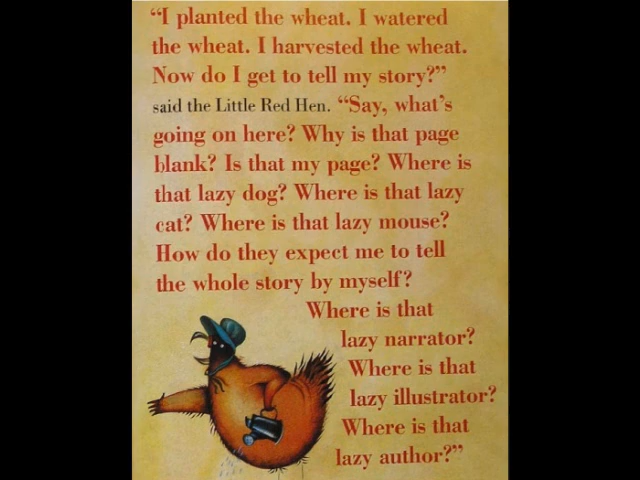 “I planted the wheat. I watered
the wheat. I harvested the wheat.
Now do I get to tell my story?”
said the Little Red Hen. “Say, what’s
going on here? Why is that page
blank? Is that my page? Where is
that lazy dog? Where is that lazy
cat? Where is that lazy mouse?
How do they expect me to tell
the whole story by myself?
Where is that
lazy narrator?
Where is that
lazy illustrator?
Where is that
lazy author?”